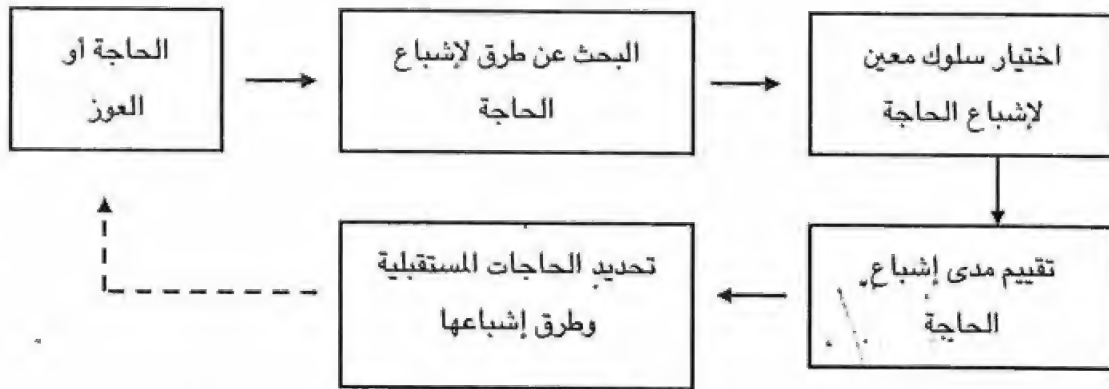 الحاجة أو
العوز
البحث عن طرق لإشباع
الحاجة
اختيار سلوك معين
لإشباع الحاجة
تقييم مدى إشباع
الحاجة
تحديد الحاجات المستقبلية
وطرق إشباعها